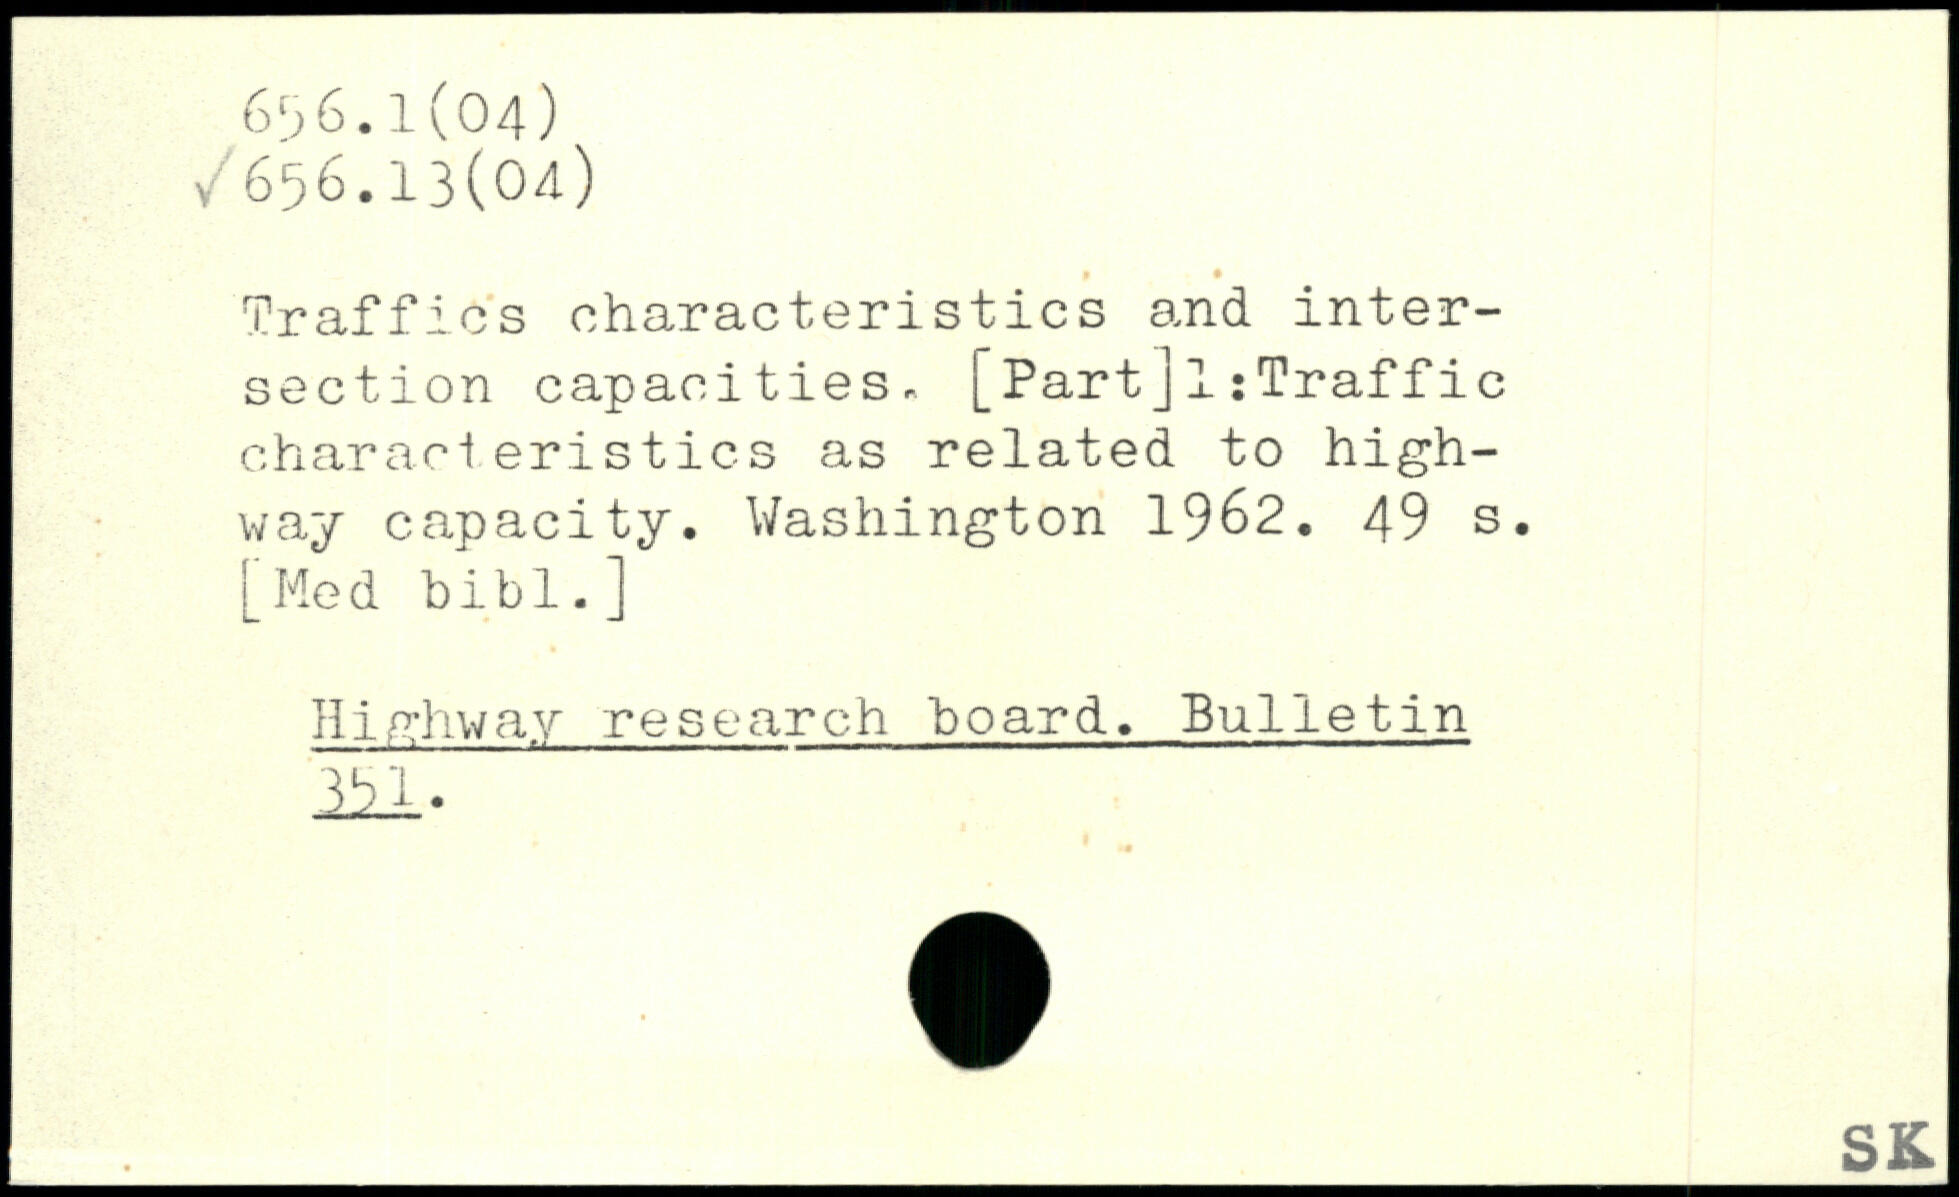 656.1(04)
✓656.13(04)
Traffics characteristics and inter-
section capacities. [Part]1:Traffic
characteristics as related to high-
way capacity. Washington 1962. 49 s.
[Med bibl.]
Highway research board. Bulletin
351.
SK